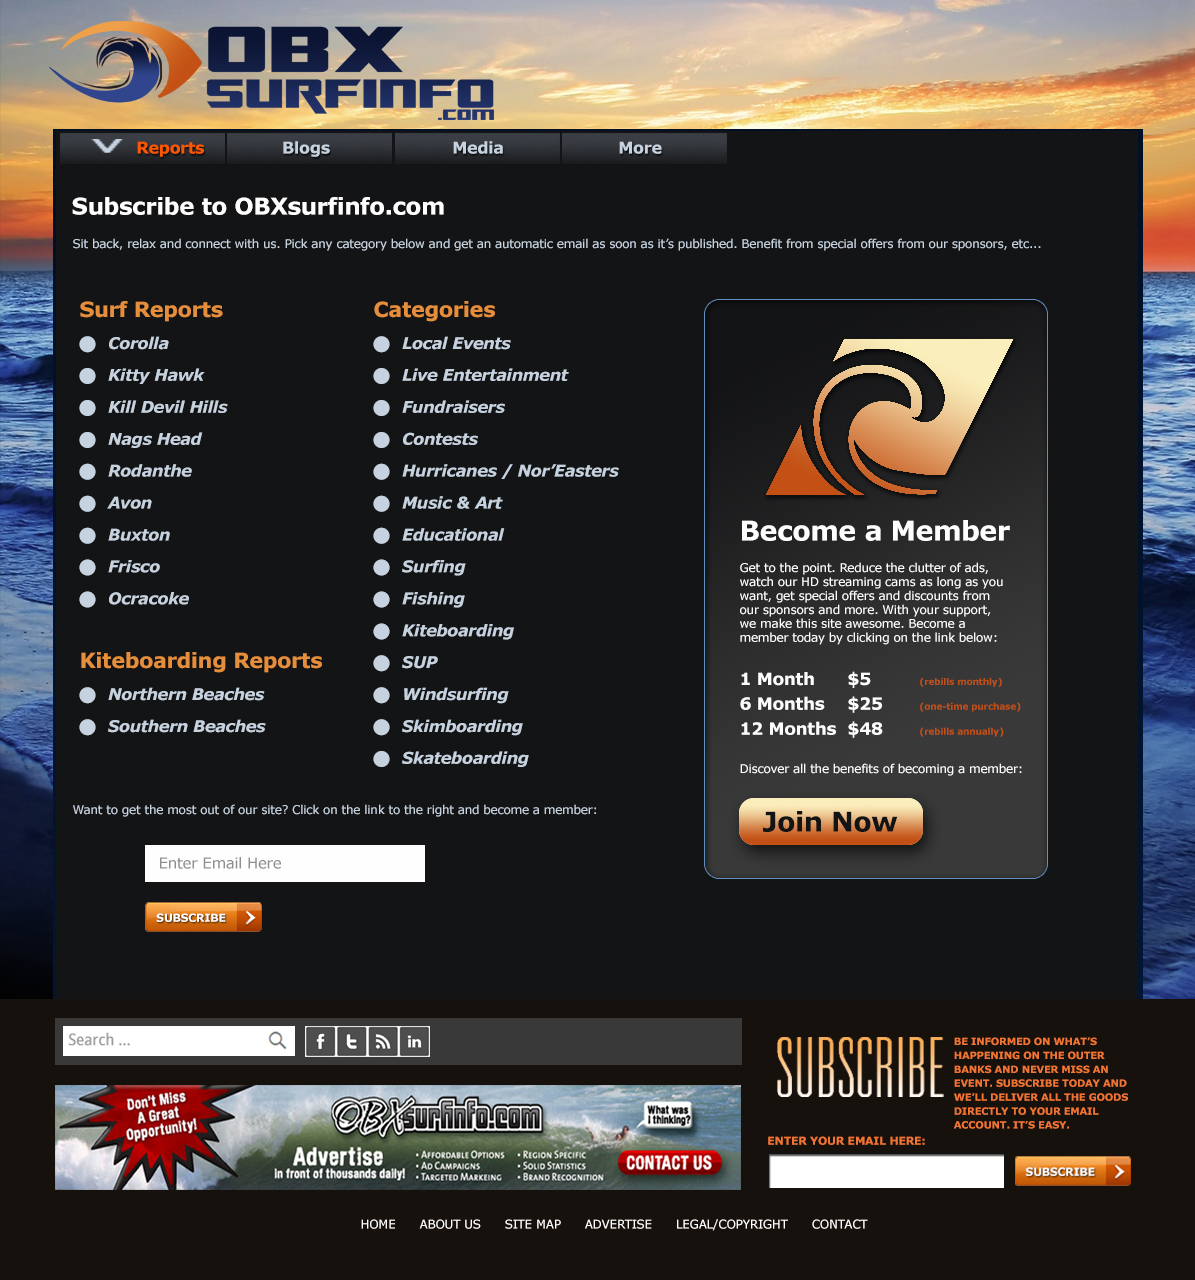 OBX
SURFINFO
.com
Reports
Blogs
Media
More
Subscribe to OBXsurfinfo.com
Sit back, relax and connect with us. Pick any category below and get an automatic email as soon as it's published. Benefit from special offers from our sponsors, etc...
Surf Reports
Corolla
Kitty Hawk
Kill Devil Hills
Nags Head
Rodanthe
Avon
Buxton
Frisco
Ocracoke
Kiteboarding Reports
Northern Beaches
Southern Beaches
Categories
Local Events
Live Entertainment
Fundraisers
Contests
Hurricanes / Nor'Easters
Music & Art
Educational
Surfing
Fishing
Kiteboarding
SUP
Windsurfing
Skimboarding
Skateboarding
Want to get the most out of our site? Click on the link to the right and become a member:
Enter Email Here
SUBSCRIBE
Become a Member
Get to the point. Reduce the clutter of ads,
watch our HD streaming cams as long as you
want, get special offers and discounts from
our sponsors and more. With your support,
we make this site awesome. Become a
member today by clicking on the link below:
1 Month $5 (rebills monthly)
6 Months $25 (one-time purchase)
12 Months $48 (rebills annually)
Discover all the benefits of becoming a member:
Join Now
Search ...
f t in
Don't Miss
A Great
Opportunity!
OBXsurfinfo.com
What was
I thinking?
Advertise
in front of thousands daily!
• AFFORDABLE OPTIONS
• AD CAMPAIGNS
• TARGETED MARKEING
• REGION SPECIFIC
• SOLID STATISTICS
• BRAND RECOGNITION
CONTACT US
SUBSCRIBE
BE INFORMED ON WHAT'S
HAPPENING ON THE OUTER
BANKS AND NEVER MISS AN
EVENT. SUBSCRIBE TODAY AND
WE'LL DELIVER ALL THE GOODS
DIRECTLY TO YOUR EMAIL
ACCOUNT. IT'S EASY.
ENTER YOUR EMAIL HERE:
SUBSCRIBE
HOME ABOUT US SITE MAP ADVERTISE LEGAL/COPYRIGHT CONTACT